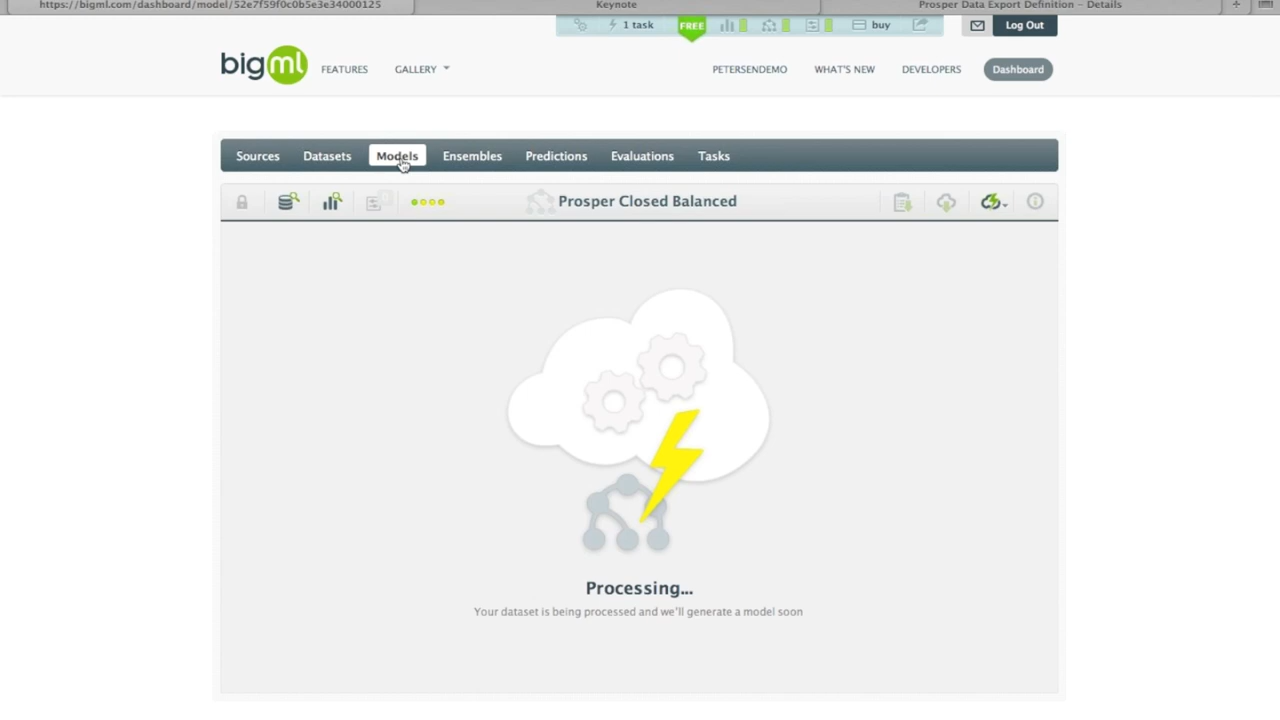 https://bigml.com/dashboard/model/52e7f59f0c0b5e3e34000125 Keynote Prosper Data Export Definition – Details
1 task FREE buy Log Out
bigml FEATURES GALLERY PETERSENDEMO WHAT'S NEW DEVELOPERS Dashboard
Sources Datasets Models Ensembles Predictions Evaluations Tasks
Prosper Closed Balanced
Processing...
Your dataset is being processed and we'll generate a model soon